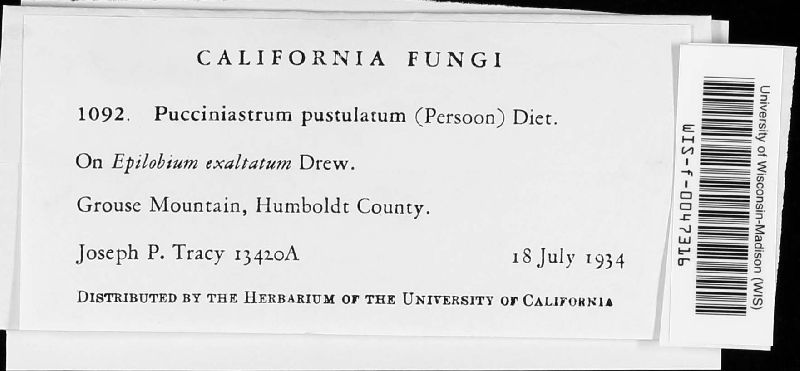 CALIFORNIA FUNGI
1092. Pucciniastrum pustulatum (Persoon) Diet.
On Epilobium exaltatum Drew.
Grouse Mountain, Humboldt County.
Joseph P. Tracy 13420A 18 July 1934
DISTRIBUTED BY THE HERBARIUM OF THE UNIVERSITY OF CALIFORNIA
University of Wisconsin-Madison (WIS)
WIS-f-0047316